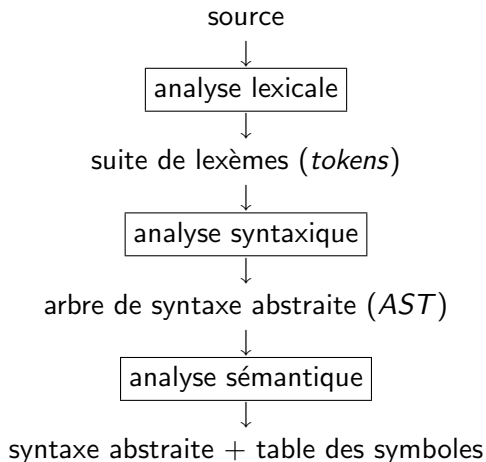 source
analyse lexicale
suite de lexèmes (tokens)
analyse syntaxique
arbre de syntaxe abstraite (AST)
analyse sémantique
syntaxe abstraite + table des symboles